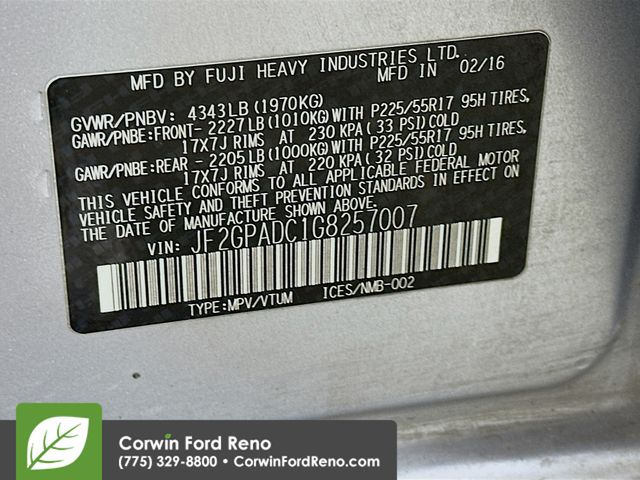 MFD BY FUJI HEAVY INDUSTRIES LTD.
MFD IN 02/16
GVWR/PNBV: 4343LB(1970KG)
GAWR/PNBE:FRONT- 2227LB(1010KG)WITH P225/55R17 95H TIRES,
17X7J RIMS AT 230 KPA(33 PSI)COLD
GAWR/PNBE:REAR - 2205LB(1000KG)WITH P225/55R17 95H TIRES,
17X7J RIMS AT 220 KPA(32 PSI)COLD
THIS VEHICLE CONFORMS TO ALL APPLICABLE FEDERAL MOTOR
VEHICLE SAFETY AND THEFT PREVENTION STANDARDS IN EFFECT ON
THE DATE OF MANUFACTURE SHOWN ABOVE.
VIN: JF2GPADC1G8257007
TYPE:MPV/VTUM ICES/NMB-002
Corwin Ford Reno
(775) 329-8800 • CorwinFordReno.com